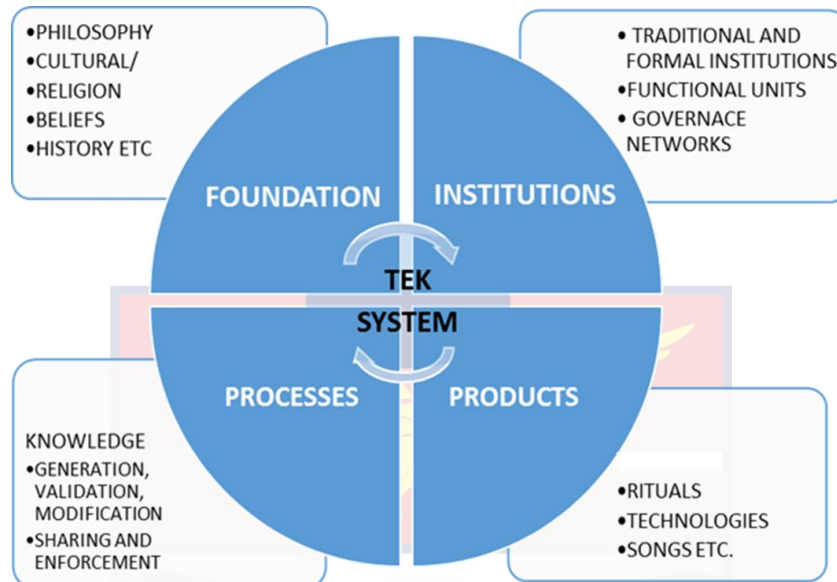 •PHILOSOPHY
•CULTURAL/
•RELIGION
•BELIEFS
•HISTORY ETC
• TRADITIONAL AND
FORMAL INSTITUTIONS
•FUNCTIONAL UNITS
• GOVERNACE
NETWORKS
FOUNDATION
INSTITUTIONS
TEK
SYSTEM
PROCESSES
PRODUCTS
KNOWLEDGE
•GENERATION,
VALIDATION,
MODIFICATION
•SHARING AND
ENFORCEMENT
•RITUALS
•TECHNOLOGIES
•SONGS ETC.